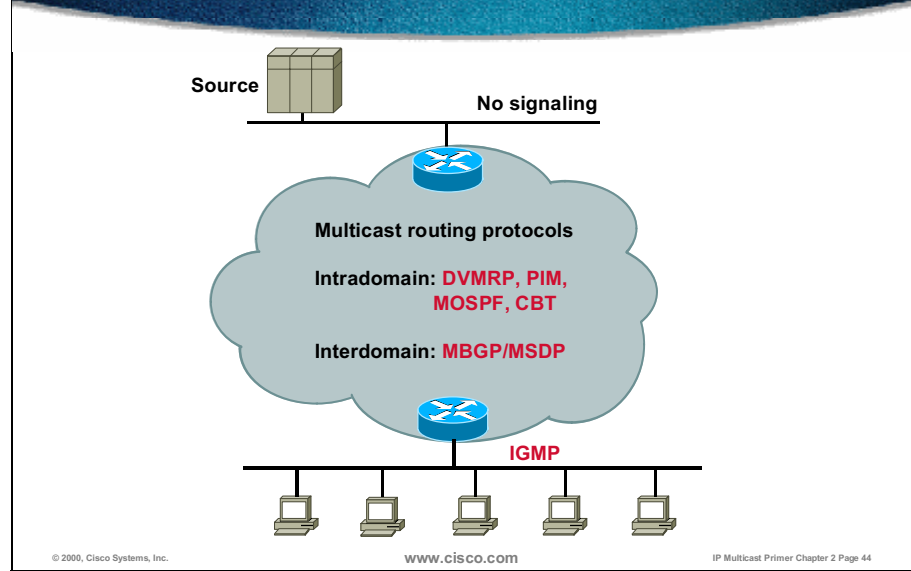 Source
No signaling
Multicast routing protocols
Intradomain: DVMRP, PIM,
MOSPF, CBT
Interdomain: MBGP/MSDP
IGMP
© 2000, Cisco Systems, Inc.
www.cisco.com
IP Multicast Primer Chapter 2 Page 44